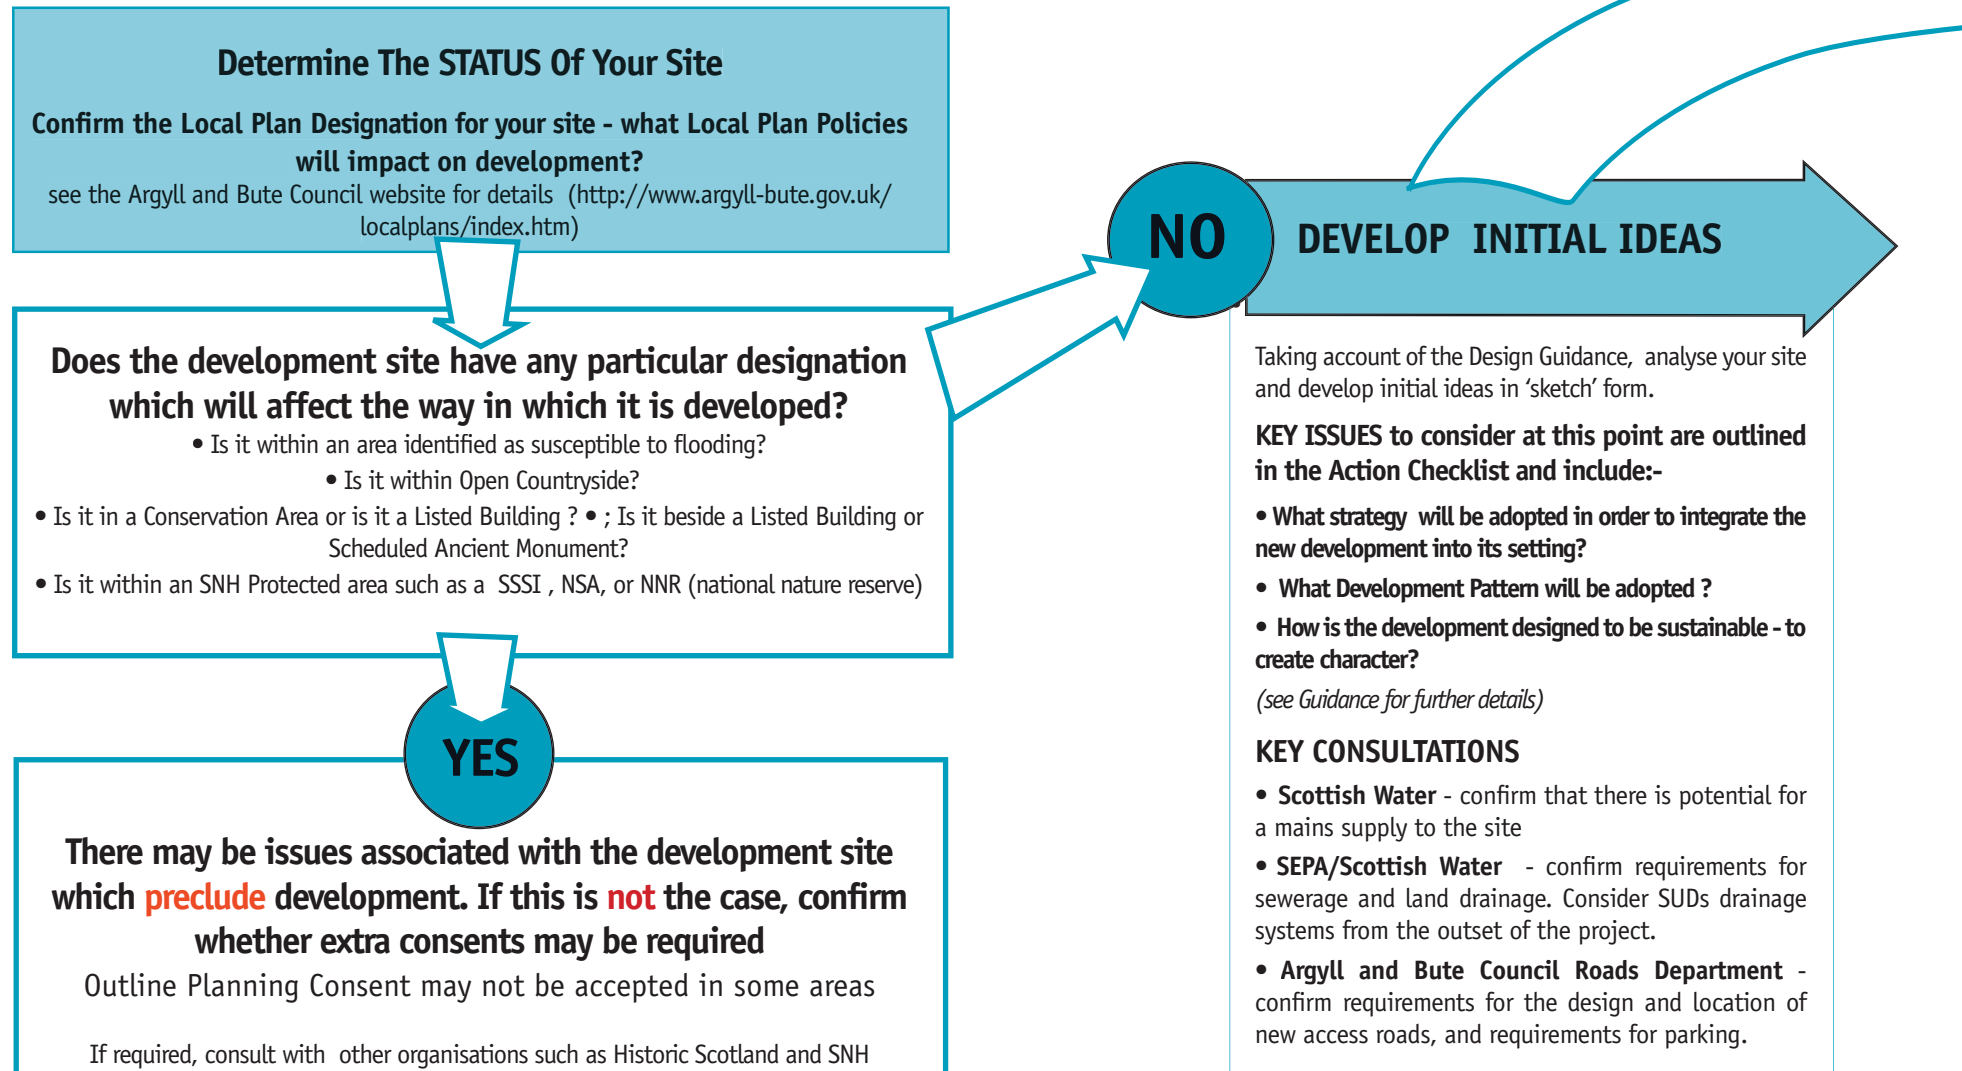 Determine The STATUS Of Your Site
Confirm the Local Plan Designation for your site - what Local Plan Policies
will impact on development?
see the Argyll and Bute Council website for details (http://www.argyll-bute.gov.uk/
localplans/index.htm)
Does the development site have any particular designation
which will affect the way in which it is developed?
• Is it within an area identified as susceptible to flooding?
• Is it within Open Countryside?
• Is it in a Conservation Area or is it a Listed Building ? • ; Is it beside a Listed Building or
Scheduled Ancient Monument?
• Is it within an SNH Protected area such as a SSSI , NSA, or NNR (national nature reserve)
YES
There may be issues associated with the development site
which preclude development. If this is not the case, confirm
whether extra consents may be required
Outline Planning Consent may not be accepted in some areas
If required, consult with other organisations such as Historic Scotland and SNH
NO
DEVELOP INITIAL IDEAS
Taking account of the Design Guidance, analyse your site
and develop initial ideas in ‘sketch’ form.
KEY ISSUES to consider at this point are outlined
in the Action Checklist and include:-
• What strategy will be adopted in order to integrate the
new development into its setting?
• What Development Pattern will be adopted ?
• How is the development designed to be sustainable - to
create character?
(see Guidance for further details)
KEY CONSULTATIONS
• Scottish Water - confirm that there is potential for
a mains supply to the site
• SEPA/Scottish Water - confirm requirements for
sewerage and land drainage. Consider SUDs drainage
systems from the outset of the project.
• Argyll and Bute Council Roads Department -
confirm requirements for the design and location of
new access roads, and requirements for parking.